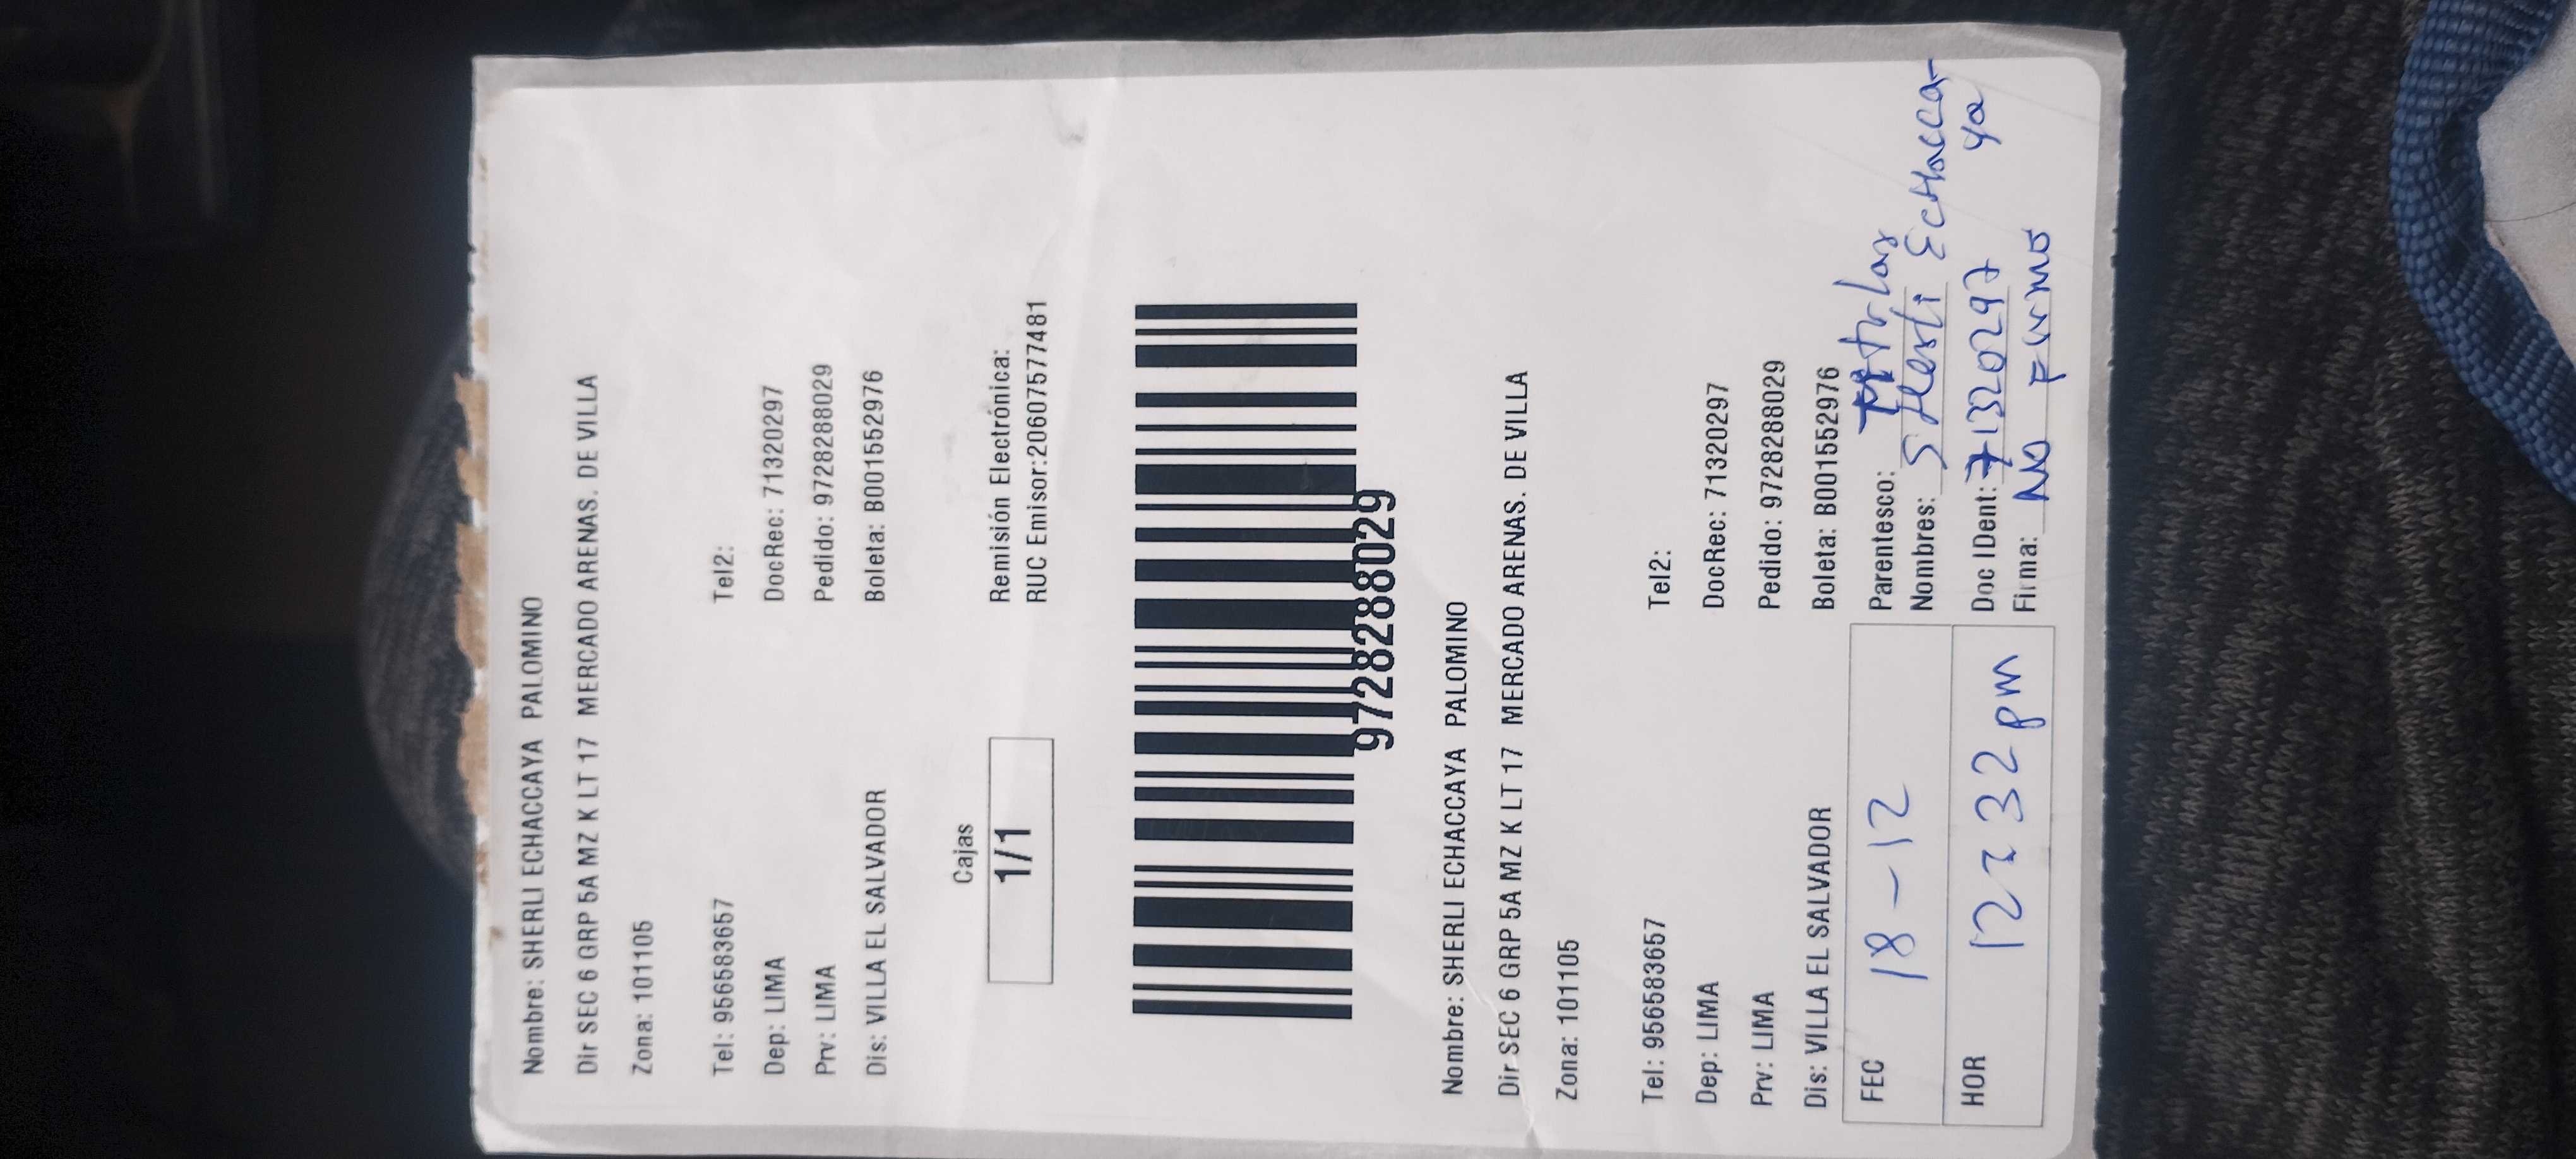 Nombre: SHERLI ECHACCAYA PALOMINO
Dir SEC 6 GRP 5A MZ K LT 17 MERCADO ARENAS. DE VILLA
Zona: 101105
Tel: 956583657 Tel2:
Dep: LIMA DocRec: 71320297
Prv: LIMA Pedido: 9728288029
Dis: VILLA EL SALVADOR Boleta: B001552976
Cajas
1/1
Remisión Electrónica:
RUC Emisor:20607577481
9728288029
Nombre: SHERLI ECHACCAYA PALOMINO
Dir SEC 6 GRP 5A MZ K LT 17 MERCADO ARENAS. DE VILLA
Zona: 101105
Tel: 956583657 Tel2:
Dep: LIMA DocRec: 71320297
Prv: LIMA Pedido: 9728288029
Dis: VILLA EL SALVADOR Boleta: B001552976
FEC 18-12
HOR 12:32pm
Parentesco: Titular
Nombres: SHerli ECHacca-
ya
Doc IDent: 71320297
Firma: No Firmo